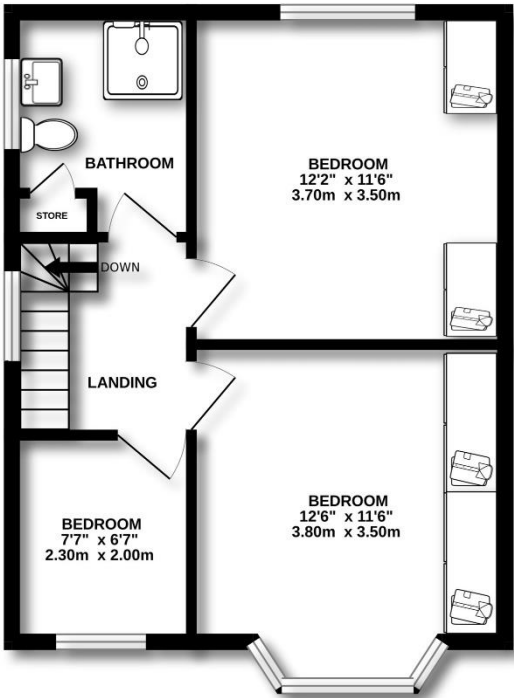 BATHROOM
BEDROOM
12'2" x 11'6"
3.70m x 3.50m
STORE
DOWN
LANDING
BEDROOM
12'6" x 11'6"
3.80m x 3.50m
BEDROOM
7'7" x 6'7"
2.30m x 2.00m